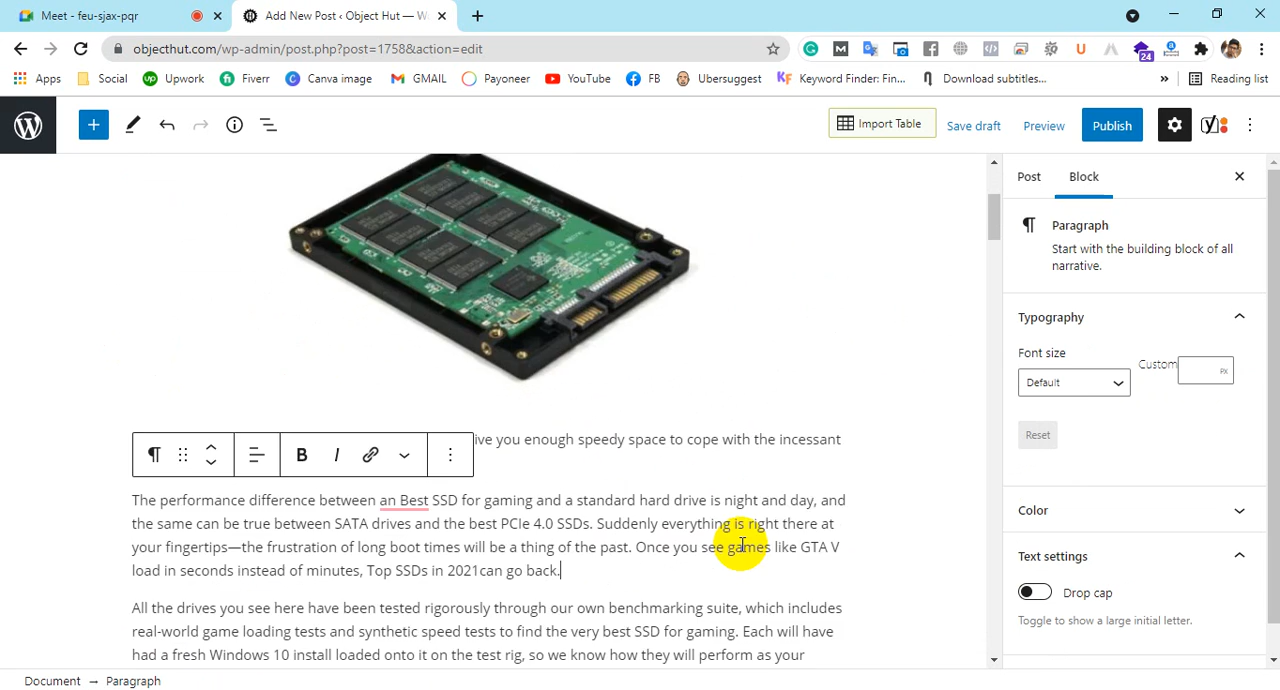 Meet - feu-sjax-pqr
Add New Post ‹ Object Hut — W
objecthut.com/wp-admin/post.php?post=1758&action=edit
24
Apps
Social
Upwork
Fiverr
Canva image
GMAIL
Payoneer
YouTube
FB
Ubersuggest
Keyword Finder: Fin...
Download subtitles...
»
Reading list
Import Table
Save draft
Preview
Publish
Post
Block
Paragraph
Start with the building block of all
narrative.
Typography
Font size
Custom
Default
PX
Reset
Color
Text settings
Drop cap
Toggle to show a large initial letter.
ive you enough speedy space to cope with the incessant
B I
The performance difference between an Best SSD for gaming and a standard hard drive is night and day, and
the same can be true between SATA drives and the best PCIe 4.0 SSDs. Suddenly everything is right there at
your fingertips—the frustration of long boot times will be a thing of the past. Once you see games like GTA V
load in seconds instead of minutes, Top SSDs in 2021can go back.
All the drives you see here have been tested rigorously through our own benchmarking suite, which includes
real-world game loading tests and synthetic speed tests to find the very best SSD for gaming. Each will have
had a fresh Windows 10 install loaded onto it on the test rig, so we know how they will perform as your
Document → Paragraph